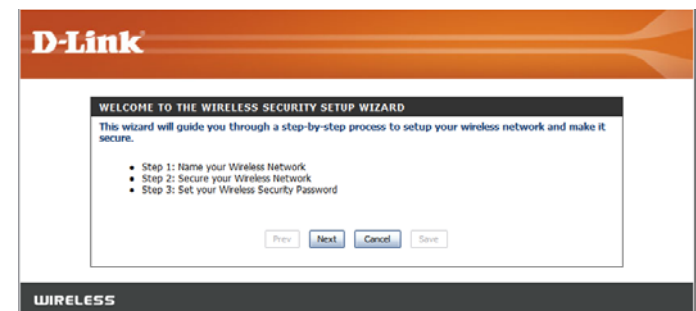 D-Link
WELCOME TO THE WIRELESS SECURITY SETUP WIZARD
This wizard will guide you through a step-by-step process to setup your wireless network and make it
secure.
• Step 1: Name your Wireless Network
• Step 2: Secure your Wireless Network
• Step 3: Set your Wireless Security Password
Prev Next Cancel Save
WIRELESS